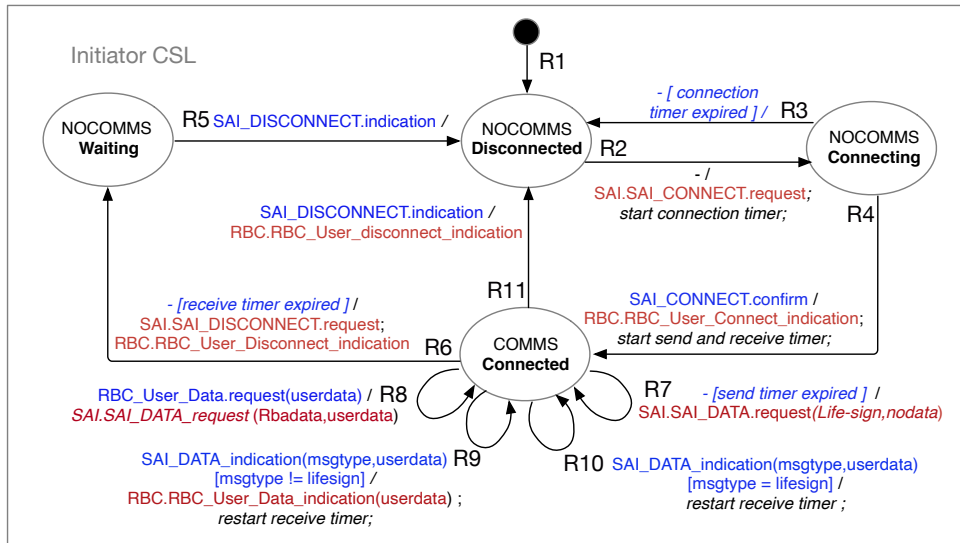 Initiator CSL
R1
NOCOMMS
Waiting
R5 SAI_DISCONNECT.indication /
NOCOMMS
Disconnected
- [ connection
timer expired ] /
R3
NOCOMMS
Connecting
R2
- /
SAI.SAI_CONNECT.request;
start connection timer;
R4
SAI_DISCONNECT.indication /
RBC.RBC_User_disconnect_indication
R11
- [receive timer expired ] /
SAI.SAI_DISCONNECT.request;
RBC.RBC_User_Disconnect_indication
R6
SAI_CONNECT.confirm /
RBC.RBC_User_Connect_indication;
start send and receive timer;
COMMS
Connected
RBC_User_Data.request(userdata) / R8
SAI.SAI_DATA_request (Rbadata,userdata)
R7
- [send timer expired ] /
SAI.SAI_DATA.request(Life-sign,nodata)
SAI_DATA_indication(msgtype,userdata) R9
[msgtype != lifesign] /
RBC.RBC_User_Data_indication(userdata) ;
restart receive timer;
R10 SAI_DATA_indication(msgtype,userdata)
[msgtype = lifesign] /
restart receive timer ;